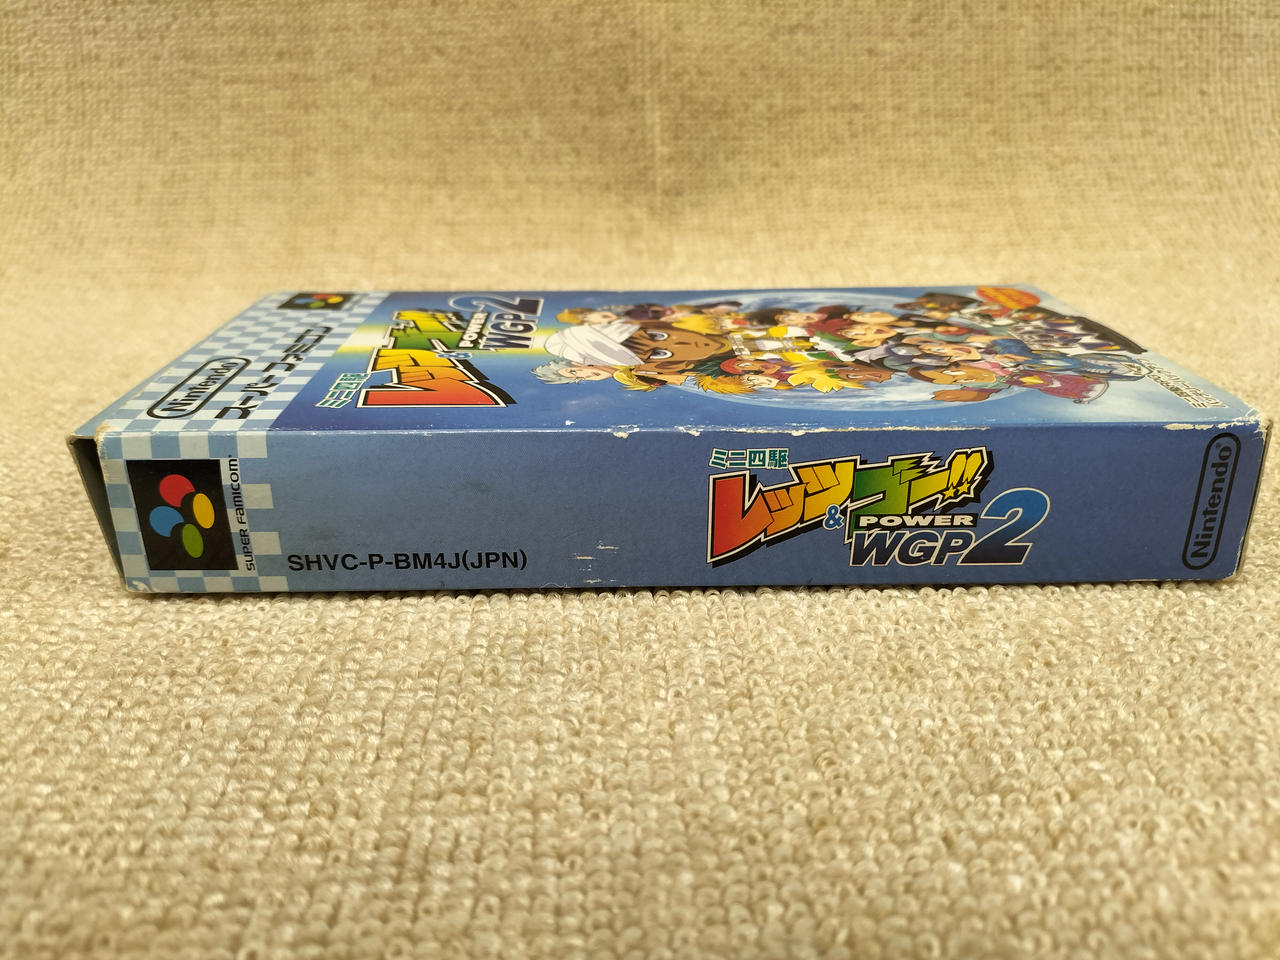 Nintendo
スーパーファミコン
ミニ四駆
レッツ
&
ゴー!!
POWER
WGP2
SUPER FAMICOM
SHVC-P-BM4J(JPN)
ミニ四駆
レッツ
&
ゴー!!
POWER
WGP2
Nintendo